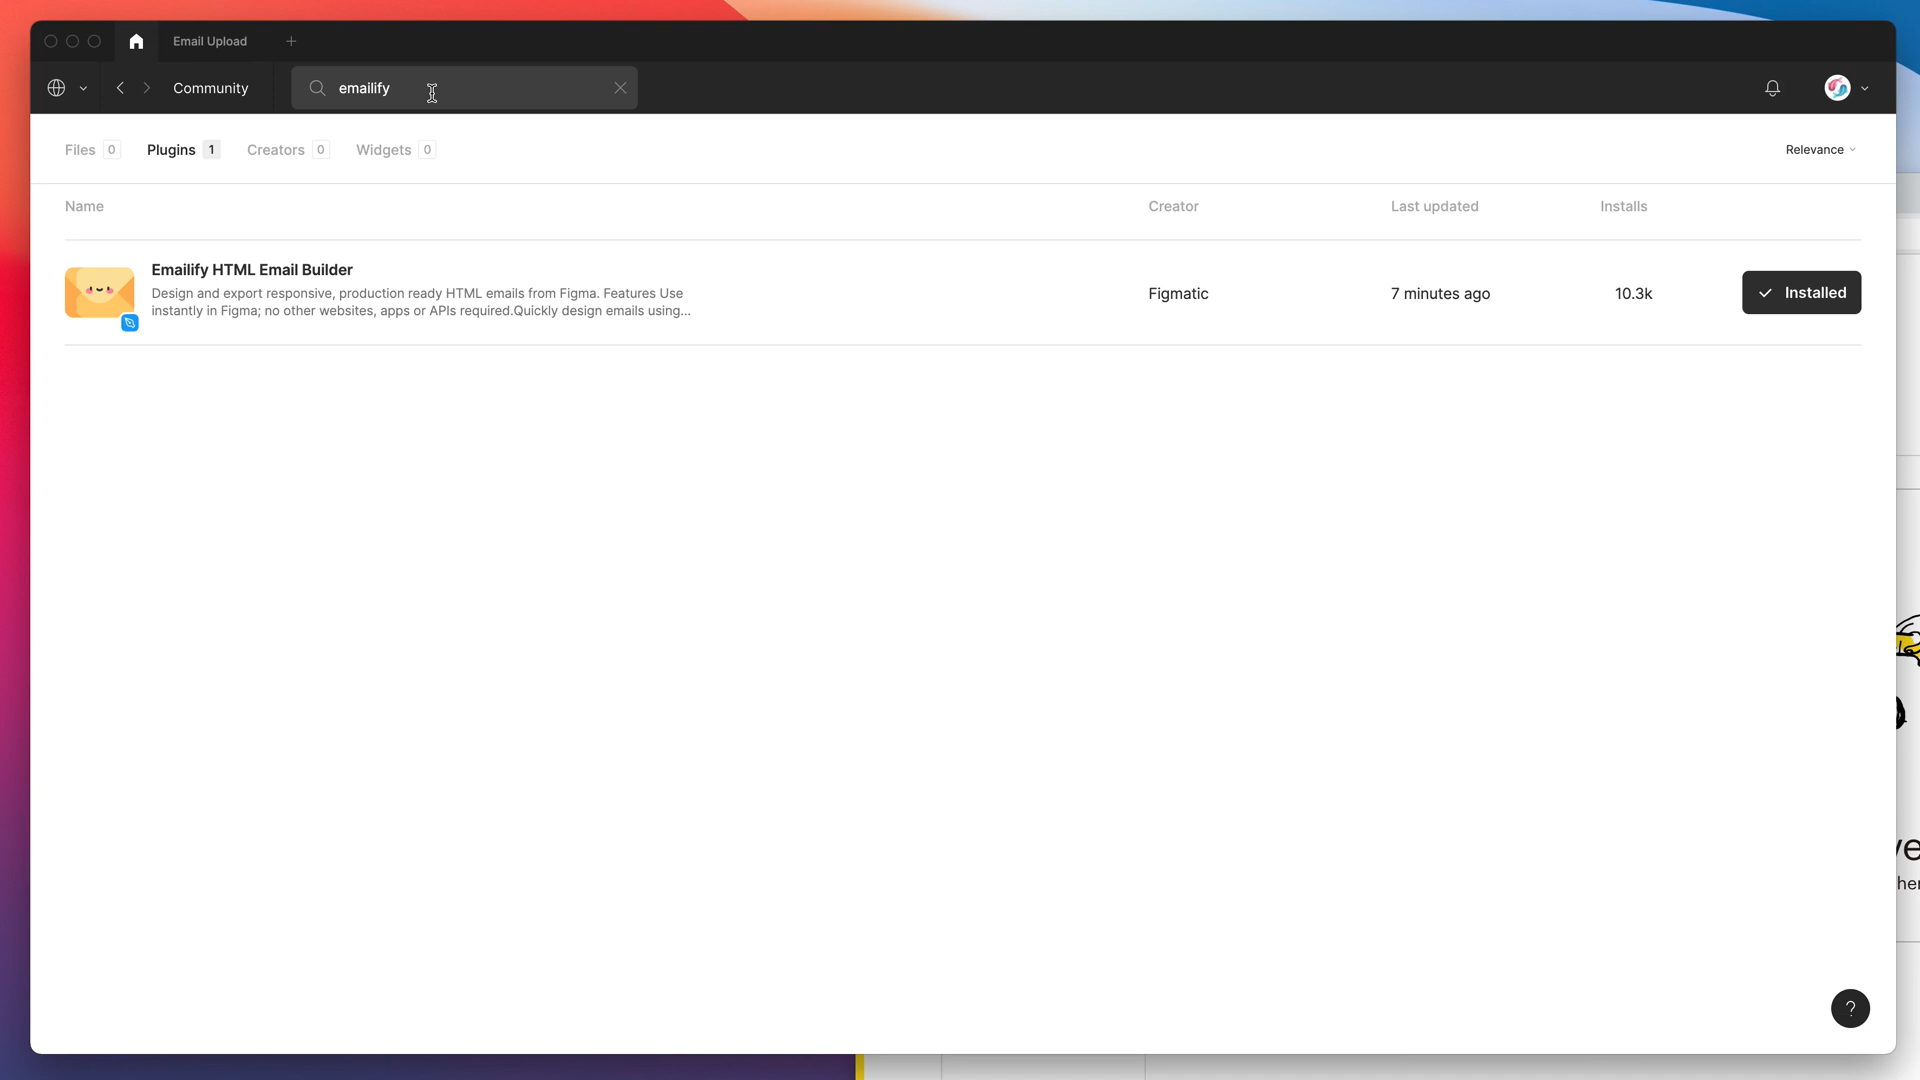 Email Upload
Community
emailify
Files 0 Plugins 1 Creators 0 Widgets 0
Relevance
Name Creator Last updated Installs
Emailify HTML Email Builder
Design and export responsive, production ready HTML emails from Figma. Features Use
instantly in Figma; no other websites, apps or APIs required.Quickly design emails using...
Figmatic 7 minutes ago 10.3k Installed
?